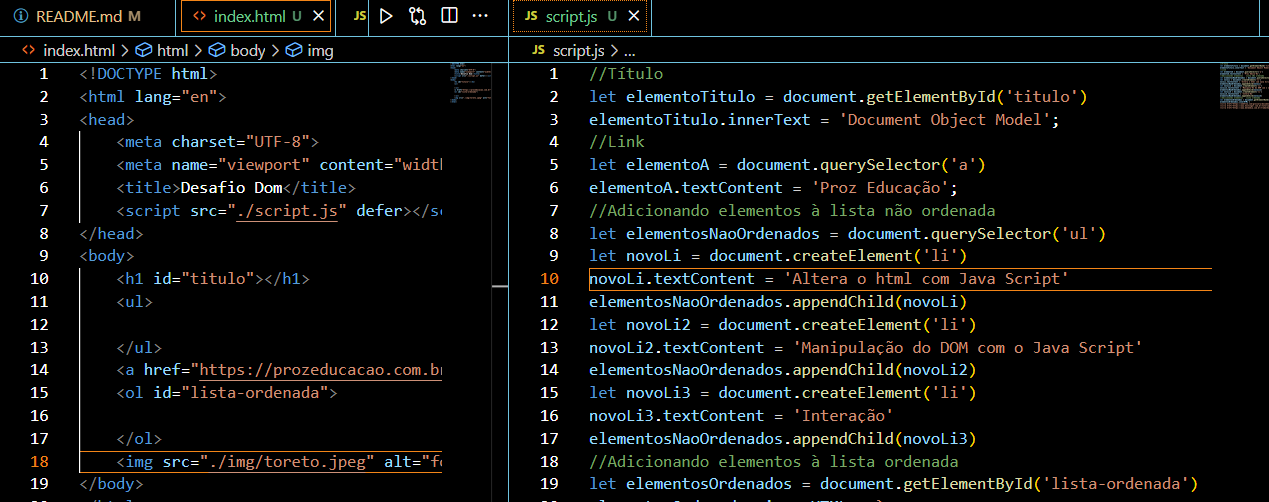 README.md M
index.html U
JS
JS script.js U
index.html > html > body > img
JS script.js > ...
1 <!DOCTYPE html>
2 <html lang="en">
3 <head>
4 <meta charset="UTF-8">
5 <meta name="viewport" content="width
6 <title>Desafio Dom</title>
7 <script src="./script.js" defer></sc
8 </head>
9 <body>
10 <h1 id="titulo"></h1>
11 <ul>
12
13 </ul>
14 <a href="https://prozeducacao.com.br
15 <ol id="lista-ordenada">
16
17 </ol>
18 <img src="./img/toreto.jpeg" alt="fo
19 </body>
1 //Título
2 let elementoTitulo = document.getElementById('titulo')
3 elementoTitulo.innerText = 'Document Object Model';
4 //Link
5 let elementoA = document.querySelector('a')
6 elementoA.textContent = 'Proz Educação';
7 //Adicionando elementos à lista não ordenada
8 let elementosNaoOrdenados = document.querySelector('ul')
9 let novoLi = document.createElement('li')
10 novoLi.textContent = 'Altera o html com Java Script'
11 elementosNaoOrdenados.appendChild(novoLi)
12 let novoLi2 = document.createElement('li')
13 novoLi2.textContent = 'Manipulação do DOM com o Java Script'
14 elementosNaoOrdenados.appendChild(novoLi2)
15 let novoLi3 = document.createElement('li')
16 novoLi3.textContent = 'Interação'
17 elementosNaoOrdenados.appendChild(novoLi3)
18 //Adicionando elementos à lista ordenada
19 let elementosOrdenados = document.getElementById('lista-ordenada')